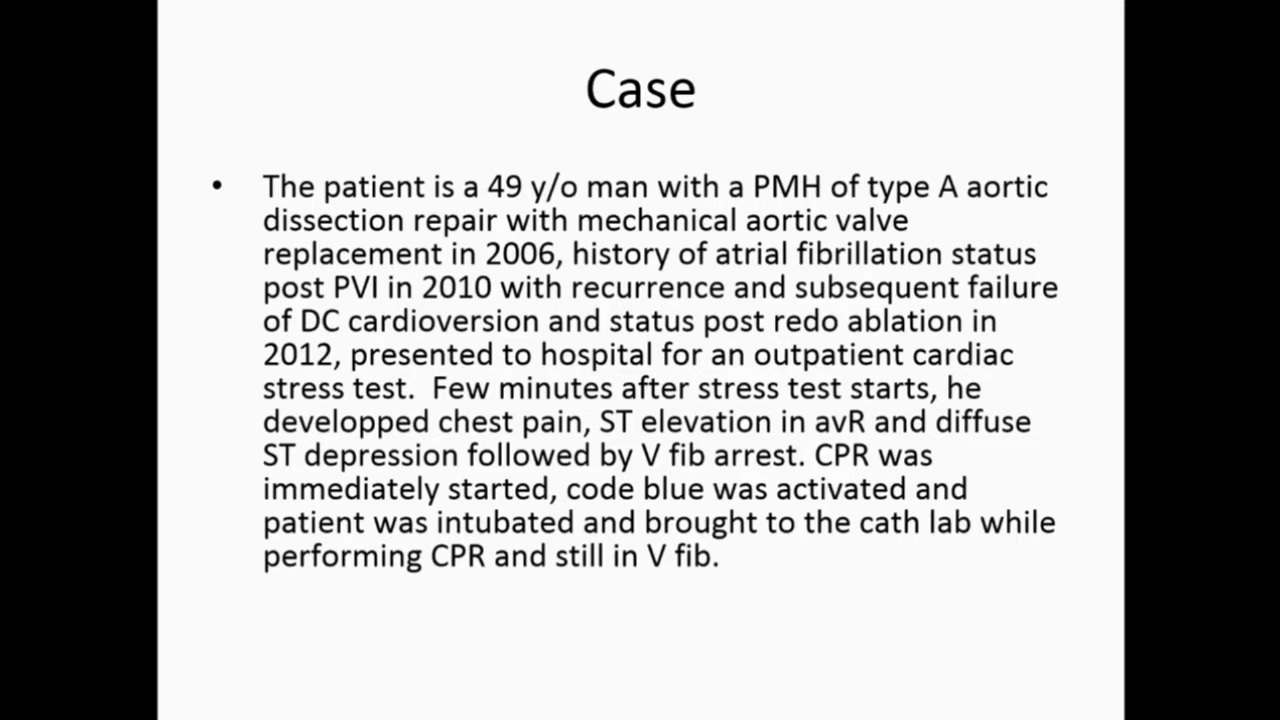 Case
• The patient is a 49 y/o man with a PMH of type A aortic
dissection repair with mechanical aortic valve
replacement in 2006, history of atrial fibrillation status
post PVI in 2010 with recurrence and subsequent failure
of DC cardioversion and status post redo ablation in
2012, presented to hospital for an outpatient cardiac
stress test.  Few minutes after stress test starts, he
developped chest pain, ST elevation in avR and diffuse
ST depression followed by V fib arrest. CPR was
immediately started, code blue was activated and
patient was intubated and brought to the cath lab while
performing CPR and still in V fib.